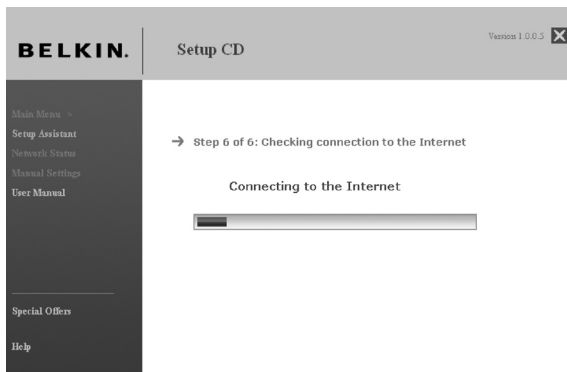 BELKIN.
Setup CD
Version 1.0.0.5
Main Menu >
Setup Assistant
Network Status
Manual Settings
User Manual
Special Offers
Help
→ Step 6 of 6: Checking connection to the Internet
Connecting to the Internet